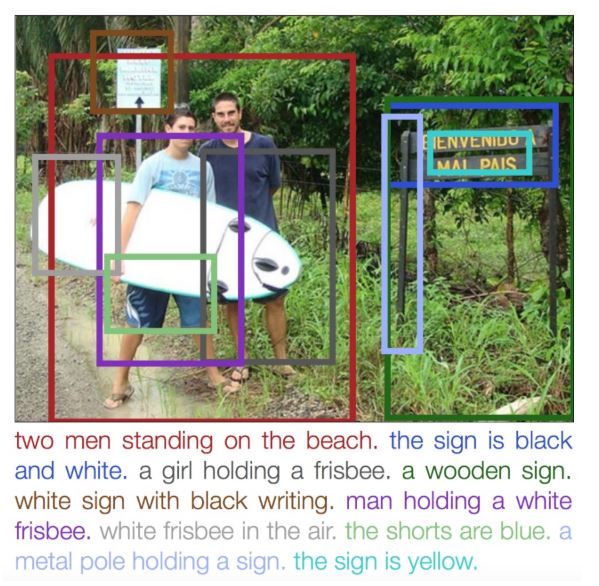 BIENVENIDO A
MAL PAIS
two men standing on the beach. the sign is black
and white. a girl holding a frisbee. a wooden sign.
white sign with black writing. man holding a white
frisbee. white frisbee in the air. the shorts are blue. a
metal pole holding a sign. the sign is yellow.